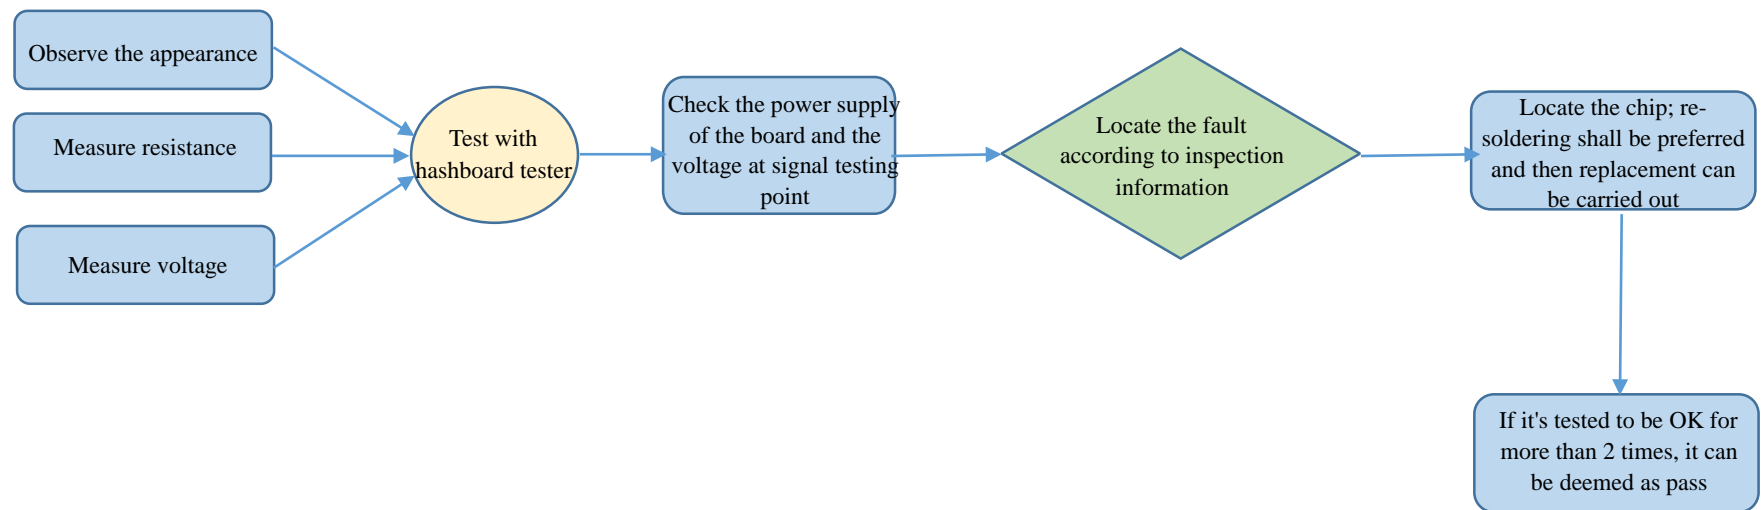 Observe the appearance
Measure resistance
Measure voltage
Test with
hashboard tester
Check the power supply
of the board and the
voltage at signal testing
point
Locate the fault
according to inspection
information
Locate the chip; re-
soldering shall be preferred
and then replacement can
be carried out
If it's tested to be OK for
more than 2 times, it can
be deemed as pass